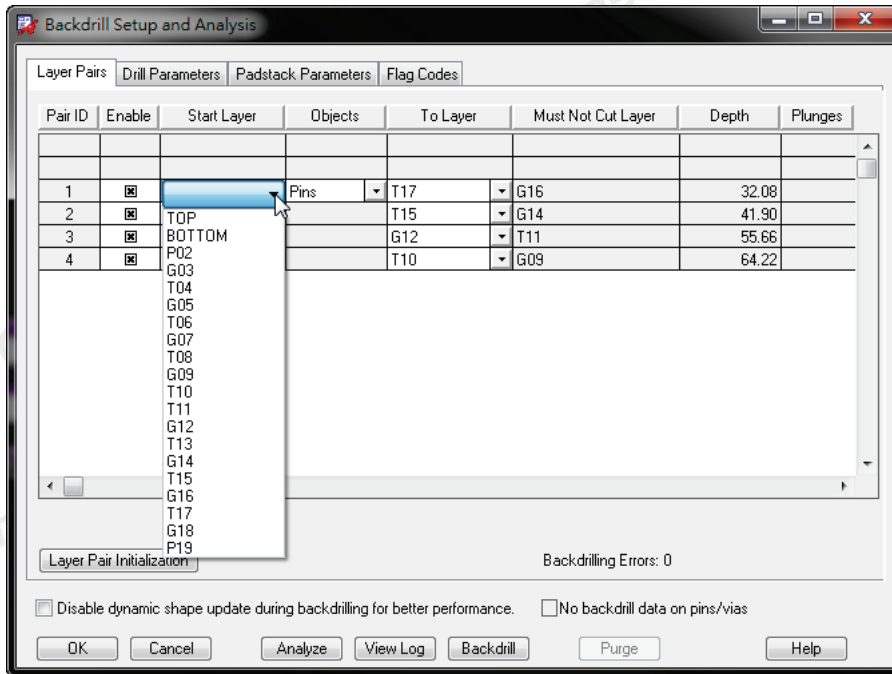 Backdrill Setup and Analysis
Layer Pairs Drill Parameters Padstack Parameters Flag Codes
Pair ID Enable Start Layer Objects To Layer Must Not Cut Layer Depth Plunges
1 Pins T17 G16 32.08
2 T15 G14 41.90
3 G12 T11 55.66
4 T10 G09 64.22
TOP
BOTTOM
P02
G03
T04
G05
T06
G07
T08
G09
T10
T11
G12
T13
G14
T15
G16
T17
G18
P19
Layer Pair Initialization Backdrilling Errors: 0
Disable dynamic shape update during backdrilling for better performance. No backdrill data on pins/vias
OK Cancel Analyze View Log Backdrill Purge Help